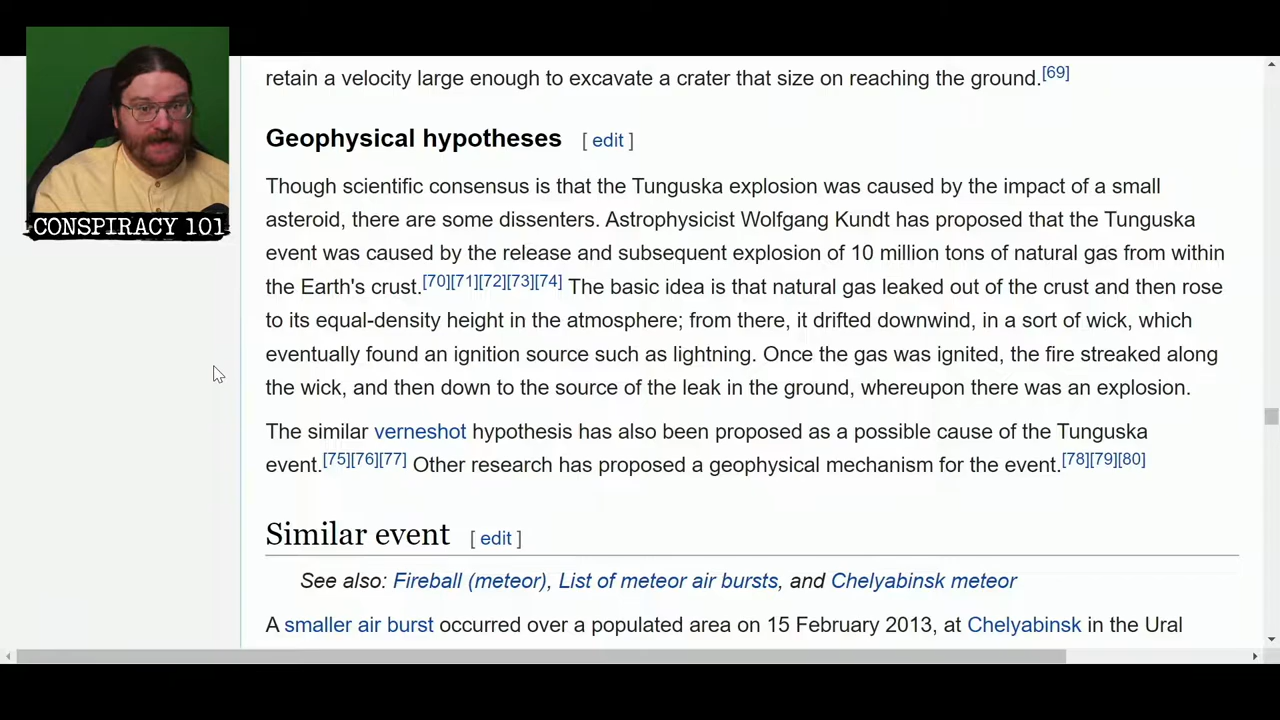 retain a velocity large enough to excavate a crater that size on reaching the ground.[69]
Geophysical hypotheses [ edit ]
Though scientific consensus is that the Tunguska explosion was caused by the impact of a small
asteroid, there are some dissenters. Astrophysicist Wolfgang Kundt has proposed that the Tunguska
event was caused by the release and subsequent explosion of 10 million tons of natural gas from within
the Earth's crust.[70][71][72][73][74] The basic idea is that natural gas leaked out of the crust and then rose
to its equal-density height in the atmosphere; from there, it drifted downwind, in a sort of wick, which
eventually found an ignition source such as lightning. Once the gas was ignited, the fire streaked along
the wick, and then down to the source of the leak in the ground, whereupon there was an explosion.
The similar verneshot hypothesis has also been proposed as a possible cause of the Tunguska
event.[75][76][77] Other research has proposed a geophysical mechanism for the event.[78][79][80]
Similar event [ edit ]
See also: Fireball (meteor), List of meteor air bursts, and Chelyabinsk meteor
A smaller air burst occurred over a populated area on 15 February 2013, at Chelyabinsk in the Ural
CONSPIRACY 101